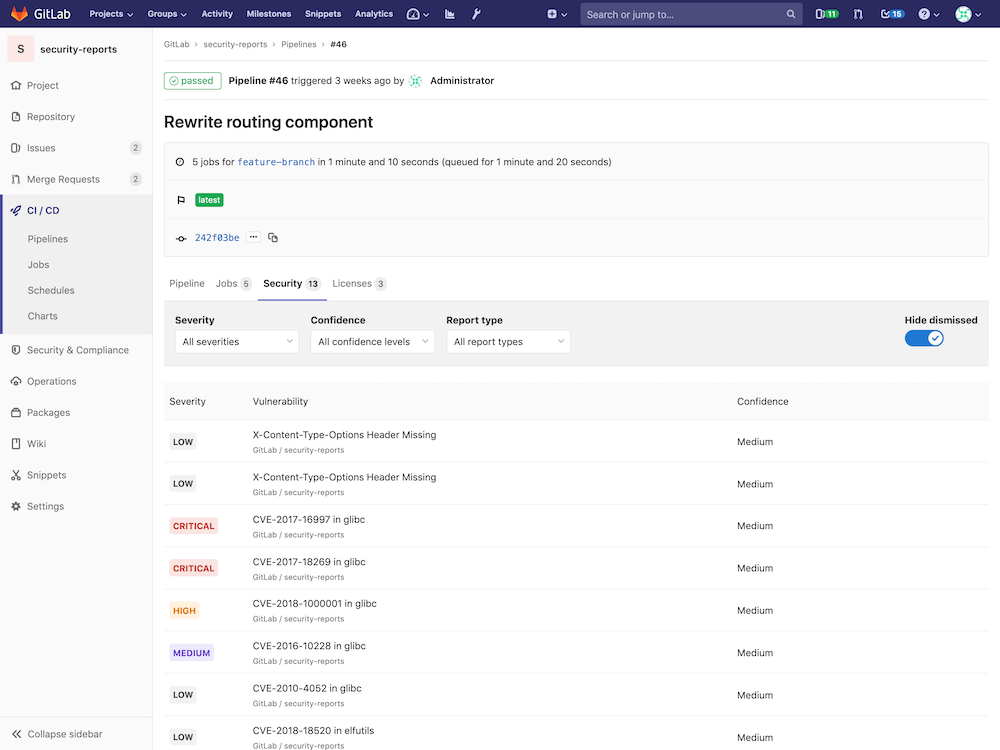 GitLab Projects Groups Activity Milestones Snippets Analytics Search or jump to... 11 15
S security-reports
Project
Repository
Issues 2
Merge Requests 2
CI / CD
Pipelines
Jobs
Schedules
Charts
Security & Compliance
Operations
Packages
Wiki
Snippets
Settings
Collapse sidebar
GitLab › security-reports › Pipelines › #46
passed Pipeline #46 triggered 3 weeks ago by Administrator
Rewrite routing component
5 jobs for feature-branch in 1 minute and 10 seconds (queued for 1 minute and 20 seconds)
latest
242f03be ...
Pipeline Jobs 5 Security 13 Licenses 3
Severity Confidence Report type Hide dismissed
All severities All confidence levels All report types
Severity Vulnerability Confidence
LOW X-Content-Type-Options Header Missing Medium
GitLab / security-reports
LOW X-Content-Type-Options Header Missing Medium
GitLab / security-reports
CRITICAL CVE-2017-16997 in glibc Medium
GitLab / security-reports
CRITICAL CVE-2017-18269 in glibc Medium
GitLab / security-reports
HIGH CVE-2018-1000001 in glibc Medium
GitLab / security-reports
MEDIUM CVE-2016-10228 in glibc Medium
GitLab / security-reports
LOW CVE-2010-4052 in glibc Medium
GitLab / security-reports
LOW CVE-2018-18520 in elfutils Medium
GitLab / security-reports